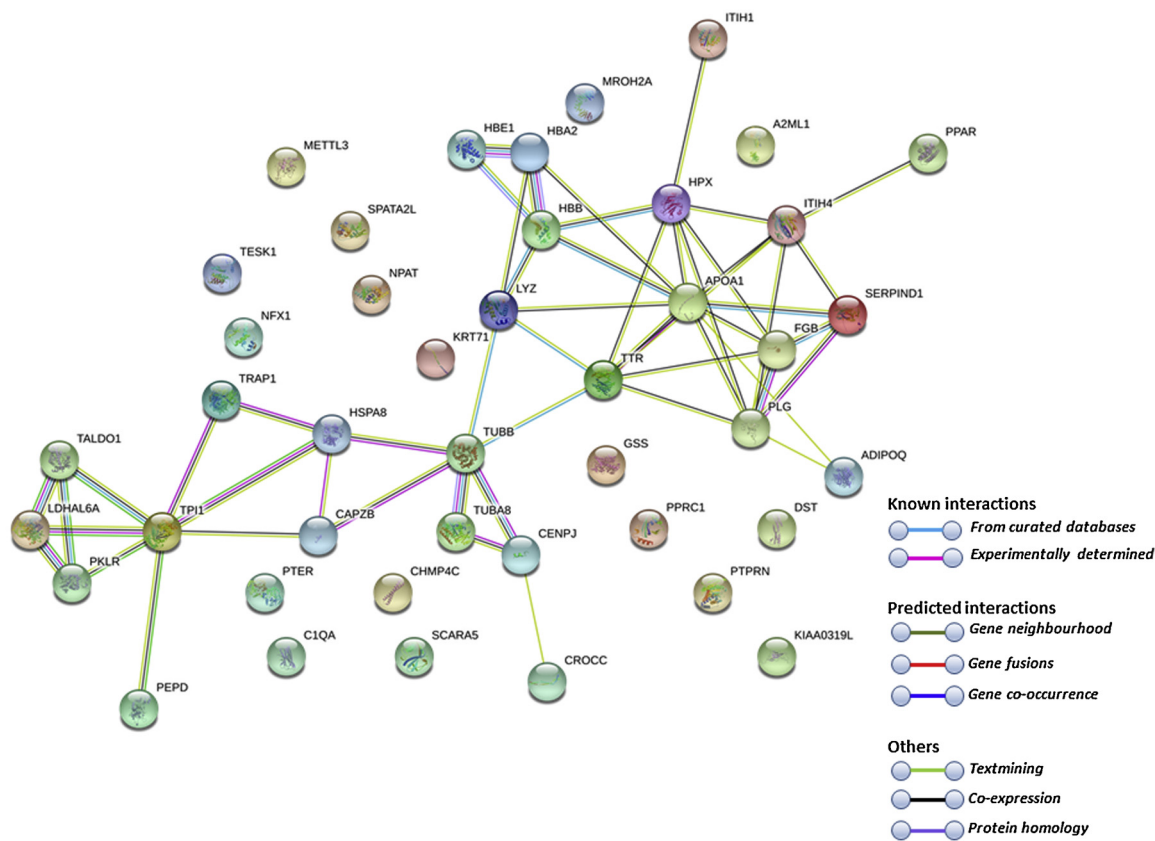 ITIH1
MROH2A
HBE1
HBA2
A2ML1
PPAR
METTL3
HPX
ITIH4
HBB
SPATA2L
TESK1
NPAT
APOA1
LYZ
SERPIND1
NFX1
FGB
KRT71
TTR
TRAP1
HSPA8
PLG
TALDO1
TUBB
GSS
ADIPOQ
LDHAL6A
TPI1
CAPZB
TUBA8
CENPJ
PPRC1
DST
PKLR
PTER
CHMP4C
PTPRN
C1QA
SCARA5
KIAA0319L
CROCC
PEPD
Known interactions
From curated databases
Experimentally determined
Predicted interactions
Gene neighbourhood
Gene fusions
Gene co-occurrence
Others
Textmining
Co-expression
Protein homology